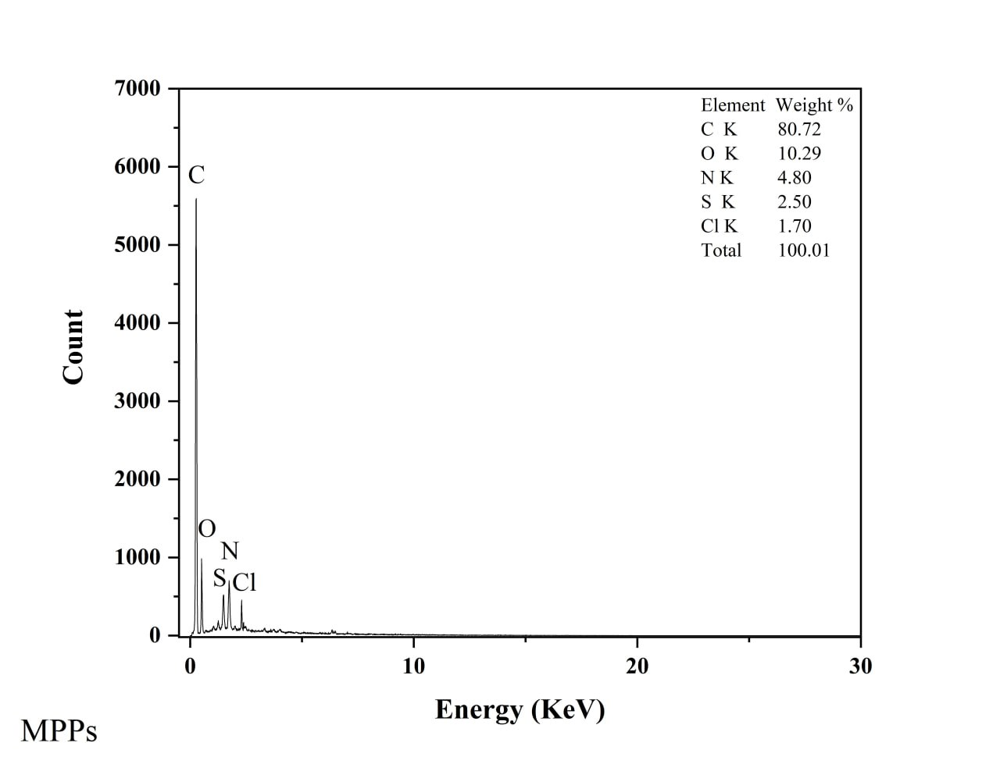 7000
6000
5000
4000
3000
2000
1000
0
Count
C
O
N
S
Cl
Element Weight %
C K 80.72
O K 10.29
N K 4.80
S K 2.50
Cl K 1.70
Total 100.01
0 10 20 30
Energy (KeV)
MPPs